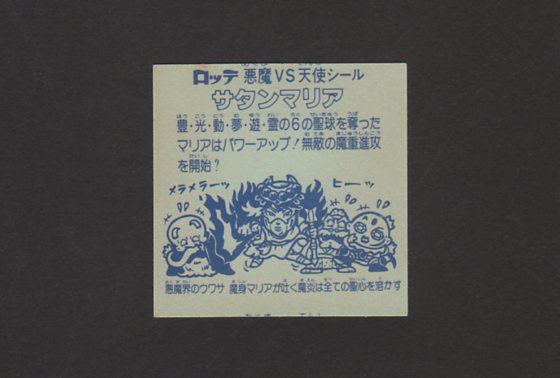 ロッテ 悪魔VS天使シール
サタンマリア
豊・光・動・夢・遊・霊の6の聖球を奪った
マリアはパワーアップ!無敵の魔重進攻
を開始?
メラメラーッ
ヒーッ
悪魔界のウワサ 魔身マリアが吐く魔炎は全ての聖心を溶かす